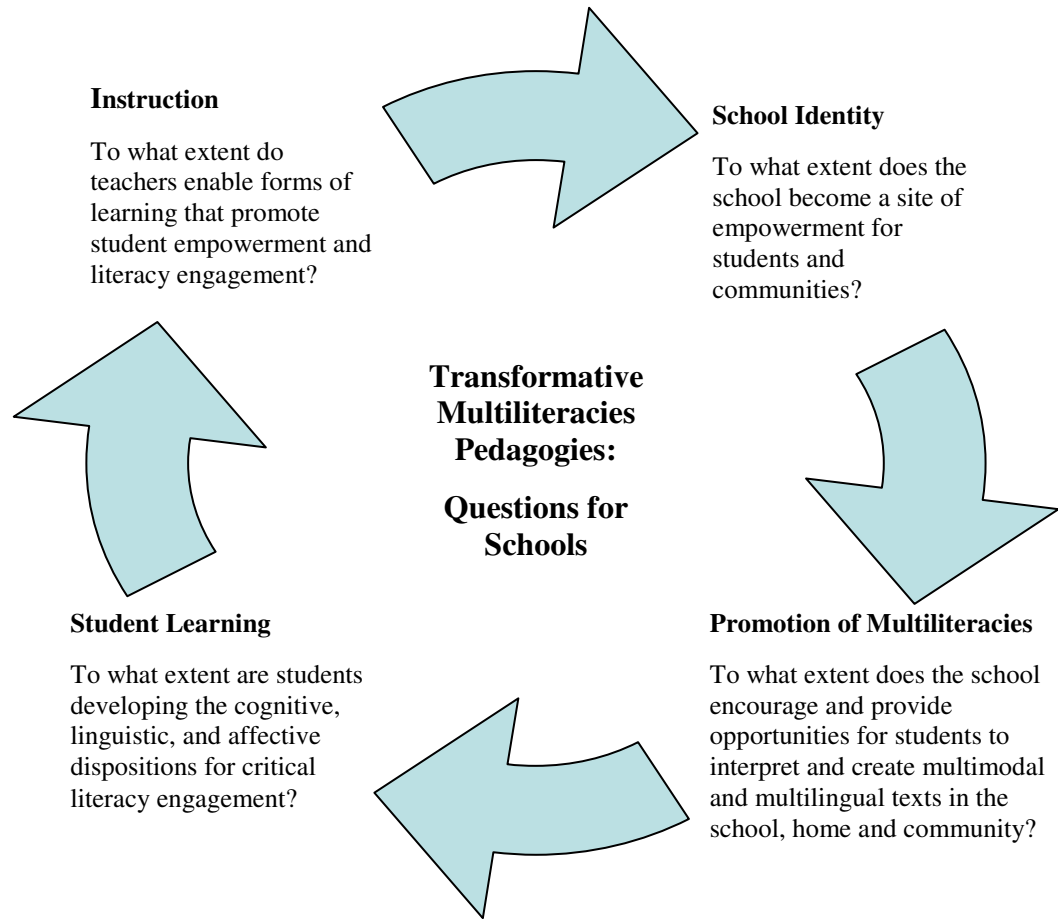 Instruction
To what extent do
teachers enable forms of
learning that promote
student empowerment and
literacy engagement?
School Identity
To what extent does the
school become a site of
empowerment for
students and
communities?
Transformative
Multiliteracies
Pedagogies:
Questions for
Schools
Student Learning
To what extent are students
developing the cognitive,
linguistic, and affective
dispositions for critical
literacy engagement?
Promotion of Multiliteracies
To what extent does the school
encourage and provide
opportunities for students to
interpret and create multimodal
and multilingual texts in the
school, home and community?